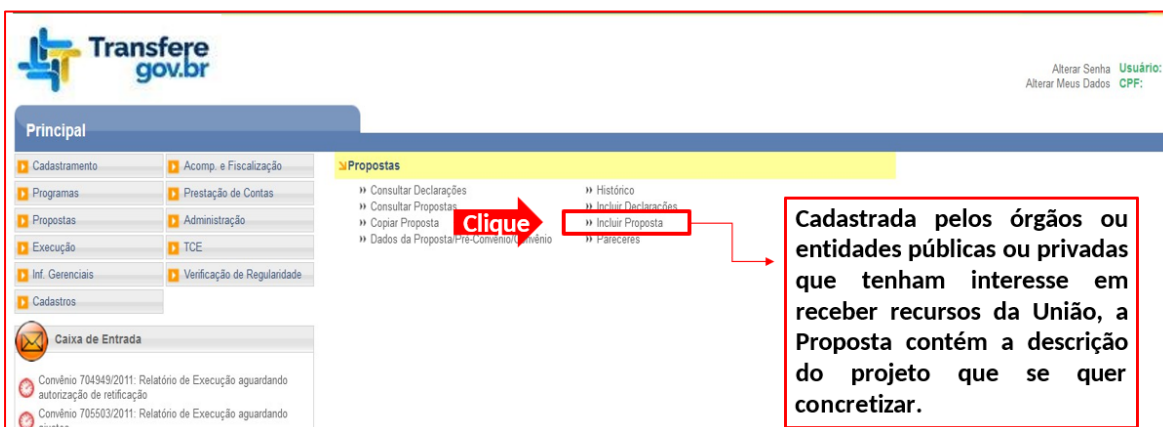 Transfere
gov.br
Alterar Senha Usuário:
Alterar Meus Dados CPF:
Principal
Cadastramento
Acomp. e Fiscalização
Programas
Prestação de Contas
Propostas
Administração
Execução
TCE
Inf. Gerenciais
Verificação de Regularidade
Cadastros
Propostas
Consultar Declarações
Consultar Propostas
Copiar Proposta
Dados da Proposta/Pré-Convênio/Convênio
Histórico
Incluir Declarações
Incluir Proposta
Pareceres
Clique
Cadastrada pelos órgãos ou
entidades públicas ou privadas
que tenham interesse em
receber recursos da União, a
Proposta contém a descrição
do projeto que se quer
concretizar.
Caixa de Entrada
Convênio 704949/2011: Relatório de Execução aguardando
autorização de retificação
Convênio 705503/2011: Relatório de Execução aguardando